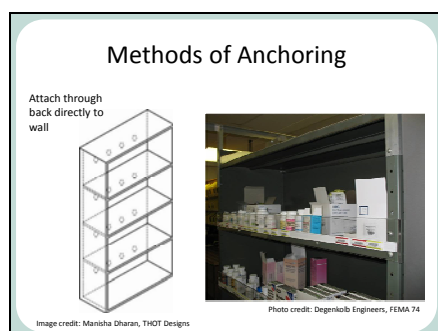 Methods of Anchoring
Attach through
back directly to
wall
Photo credit: Degenkolb Engineers, FEMA 74
Image credit: Manisha Dharan, THOT Designs